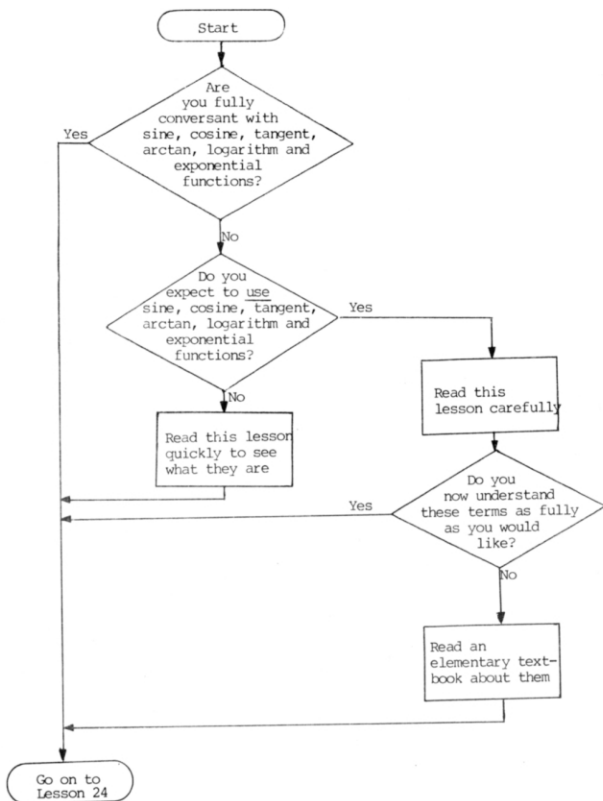 Start
Are
you fully
conversant with
sine, cosine, tangent,
arctan, logarithm and
exponential
functions?
Yes
No
Do you
expect to use
sine, cosine, tangent,
arctan, logarithm and
exponential
functions?
Yes
No
Read this lesson
quickly to see
what they are
Read this
lesson carefully
Do you
now understand
these terms as fully
as you would
like?
Yes
No
Read an
elementary text-
book about them
Go on to
Lesson 24